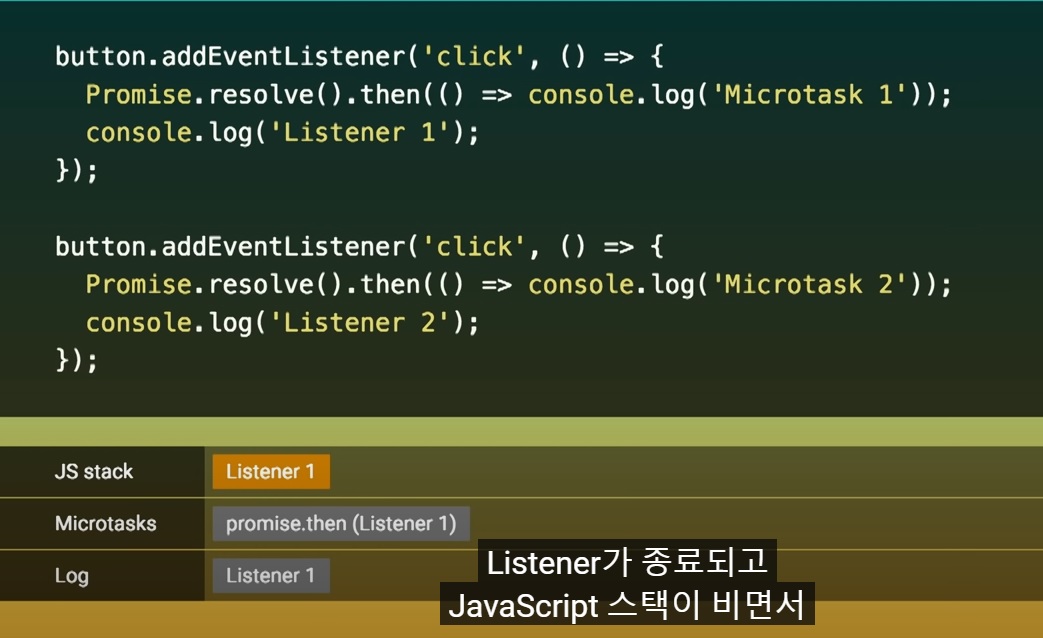 button.addEventListener('click', () => {
  Promise.resolve().then(() => console.log('Microtask 1'));
  console.log('Listener 1');
});
button.addEventListener('click', () => {
  Promise.resolve().then(() => console.log('Microtask 2'));
  console.log('Listener 2');
});
JS stack Listener 1
Microtasks promise.then (Listener 1)
Log Listener 1
Listener가 종료되고
JavaScript 스택이 비면서